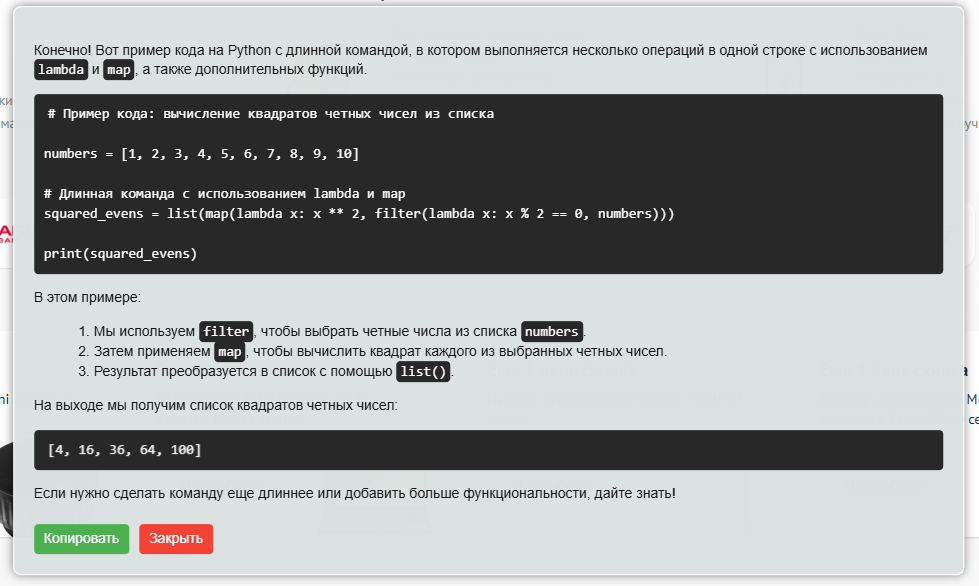 Конечно! Вот пример кода на Python с длинной командой, в котором выполняется несколько операций в одной строке с использованием
lambda и map, а также дополнительных функций.
# Пример кода: вычисление квадратов четных чисел из списка
numbers = [1, 2, 3, 4, 5, 6, 7, 8, 9, 10]
# Длинная команда с использованием lambda и map
squared_evens = list(map(lambda x: x ** 2, filter(lambda x: x % 2 == 0, numbers)))
print(squared_evens)
В этом примере:
1. Мы используем filter, чтобы выбрать четные числа из списка numbers.
2. Затем применяем map, чтобы вычислить квадрат каждого из выбранных четных чисел.
3. Результат преобразуется в список с помощью list().
На выходе мы получим список квадратов четных чисел:
[4, 16, 36, 64, 100]
Если нужно сделать команду еще длиннее или добавить больше функциональности, дайте знать!
Копировать Закрыть